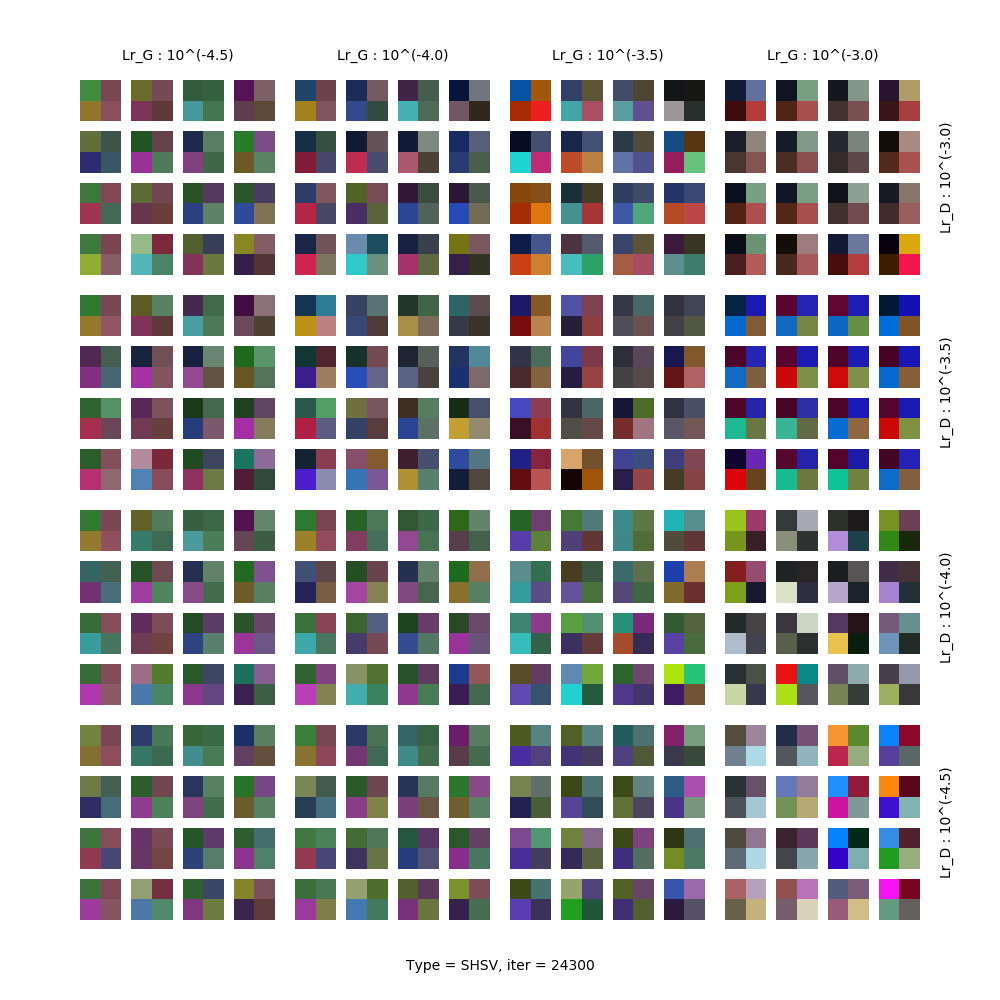 Lr_G : 10^(-4.5)
Lr_G : 10^(-4.0)
Lr_G : 10^(-3.5)
Lr_G : 10^(-3.0)
Lr_D : 10^(-3.0)
Lr_D : 10^(-3.5)
Lr_D : 10^(-4.0)
Lr_D : 10^(-4.5)
Type = SHSV, iter = 24300